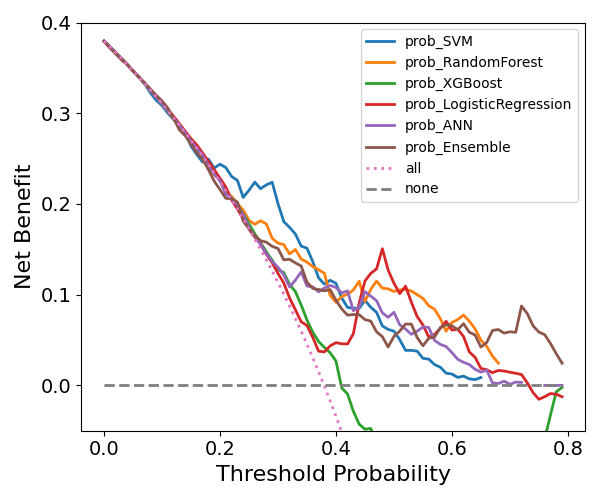 0.4
0.3
0.2
0.1
0.0
0.0
0.2
0.4
0.6
0.8
Net Benefit
Threshold Probability
prob_SVM
prob_RandomForest
prob_XGBoost
prob_LogisticRegression
prob_ANN
prob_Ensemble
all
none